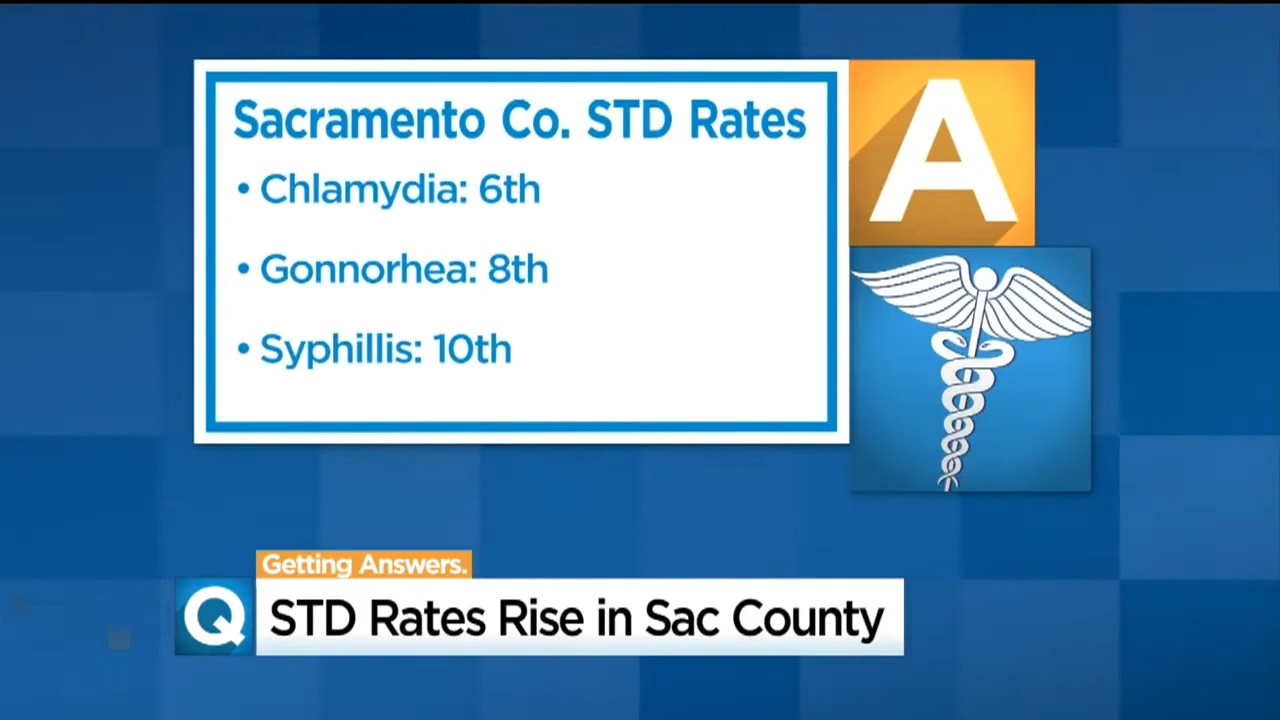 Sacramento Co. STD Rates
• Chlamydia: 6th
• Gonnorhea: 8th
• Syphillis: 10th
A
Getting Answers.
Q
STD Rates Rise in Sac County